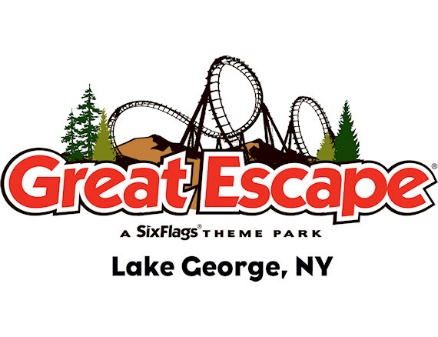 Great Escape®
A SixFlags® THEME PARK
Lake George, NY